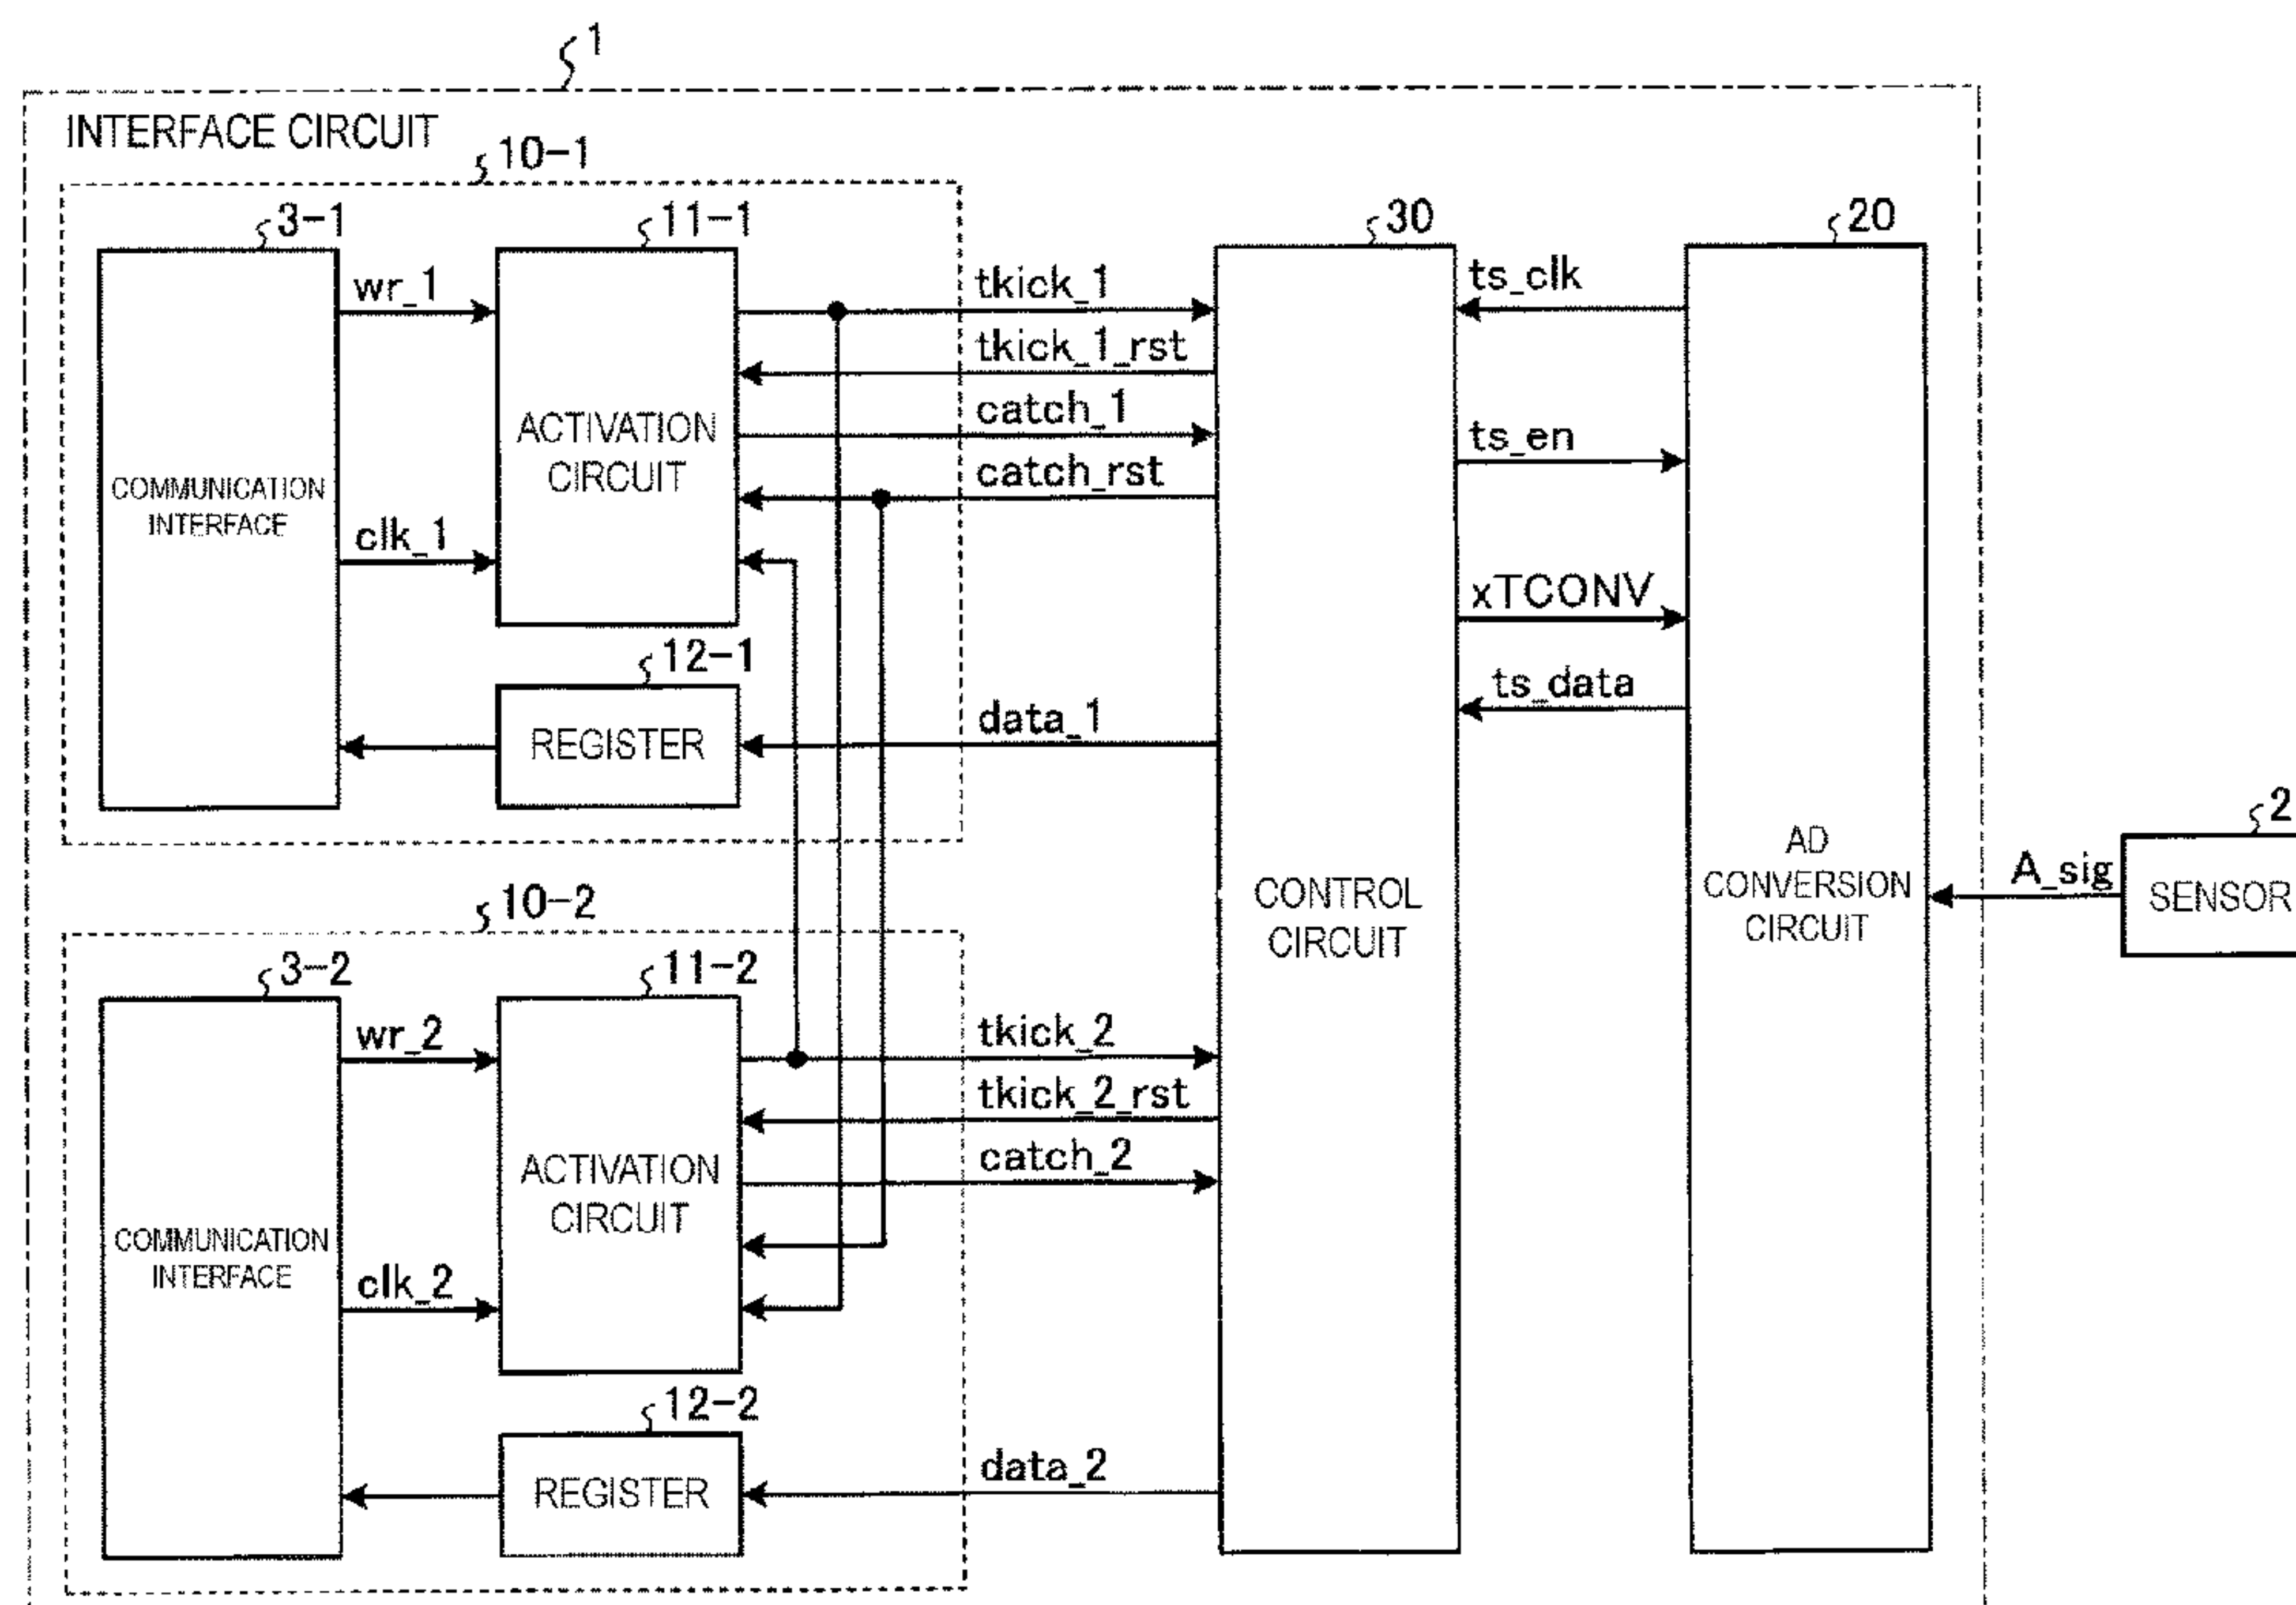 1
INTERFACE CIRCUIT
10-1
3-1
11-1
30
20
wr_1
tkick_1
ts_clk
tkick_1_rst
catch_1
ACTIVATION
CIRCUIT
ts_en
catch_rst
COMMUNICATION
INTERFACE
clk_1
xTCONV
12-1
ts_data
data_1
REGISTER
2
AD
CONVERSION
CIRCUIT
A_sig
SENSOR
CONTROL
CIRCUIT
10-2
3-2
11-2
wr_2
tkick_2
tkick_2_rst
catch_2
ACTIVATION
CIRCUIT
COMMUNICATION
INTERFACE
clk_2
12-2
data_2
REGISTER